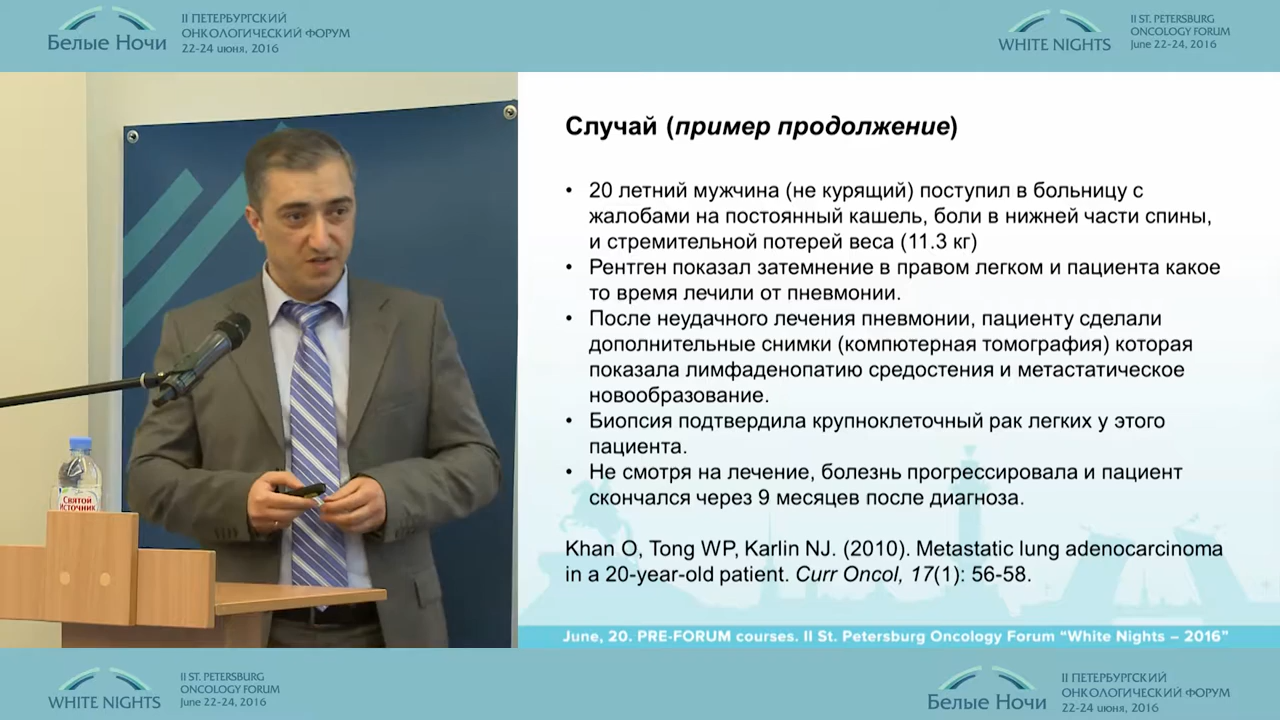 Белые Ночи
II ПЕТЕРБУРГСКИЙ
ОНКОЛОГИЧЕСКИЙ ФОРУМ
22-24 июня, 2016
WHITE NIGHTS
II ST. PETERSBURG
ONCOLOGY FORUM
June 22-24, 2016
Случай (пример продолжение)
• 20 летний мужчина (не курящий) поступил в больницу с
жалобами на постоянный кашель, боли в нижней части спины,
и стремительной потерей веса (11.3 кг)
• Рентген показал затемнение в правом легком и пациента какое
то время лечили от пневмонии.
• После неудачного лечения пневмонии, пациенту сделали
дополнительные снимки (компютерная томография) которая
показала лимфаденопатию средостения и метастатическое
новообразование.
• Биопсия подтвердила крупноклеточный рак легких у этого
пациента.
• Не смотря на лечение, болезнь прогрессировала и пациент
скончался через 9 месяцев после диагноза.
Khan O, Tong WP, Karlin NJ. (2010). Metastatic lung adenocarcinoma
in a 20-year-old patient. Curr Oncol, 17(1): 56-58.
June, 20. PRE-FORUM courses. II St. Petersburg Oncology Forum “White Nights – 2016”
Святой
Источник
WHITE NIGHTS
II ST. PETERSBURG
ONCOLOGY FORUM
June 22-24, 2016
Белые Ночи
II ПЕТЕРБУРГСКИЙ
ОНКОЛОГИЧЕСКИЙ ФОРУМ
22-24 июня, 2016